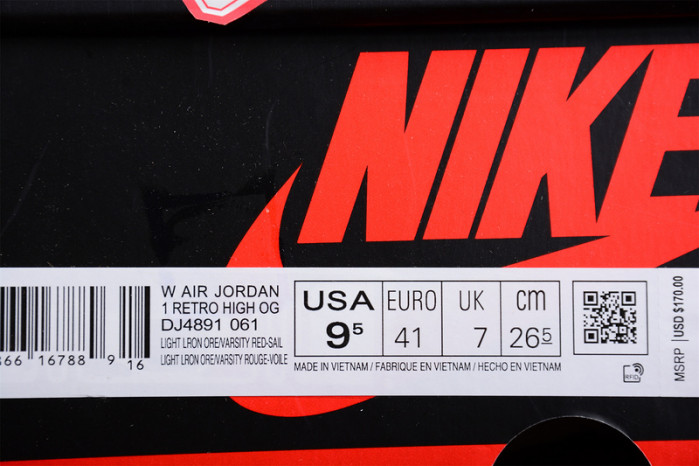 NIKE
W AIR JORDAN
1 RETRO HIGH OG
DJ4891 061
LIGHT LRON ORE/VARSITY RED-SAIL
LIGHT LRON ORE/VARSITY ROUGE-VOILE
USA EURO UK cm
9⁵ 41 7 26⁵
MADE IN VIETNAM / FABRIQUE EN VIETNAM / HECHO EN VIETNAM
66 16788 9 16
RFID
MSRP USD $170.00